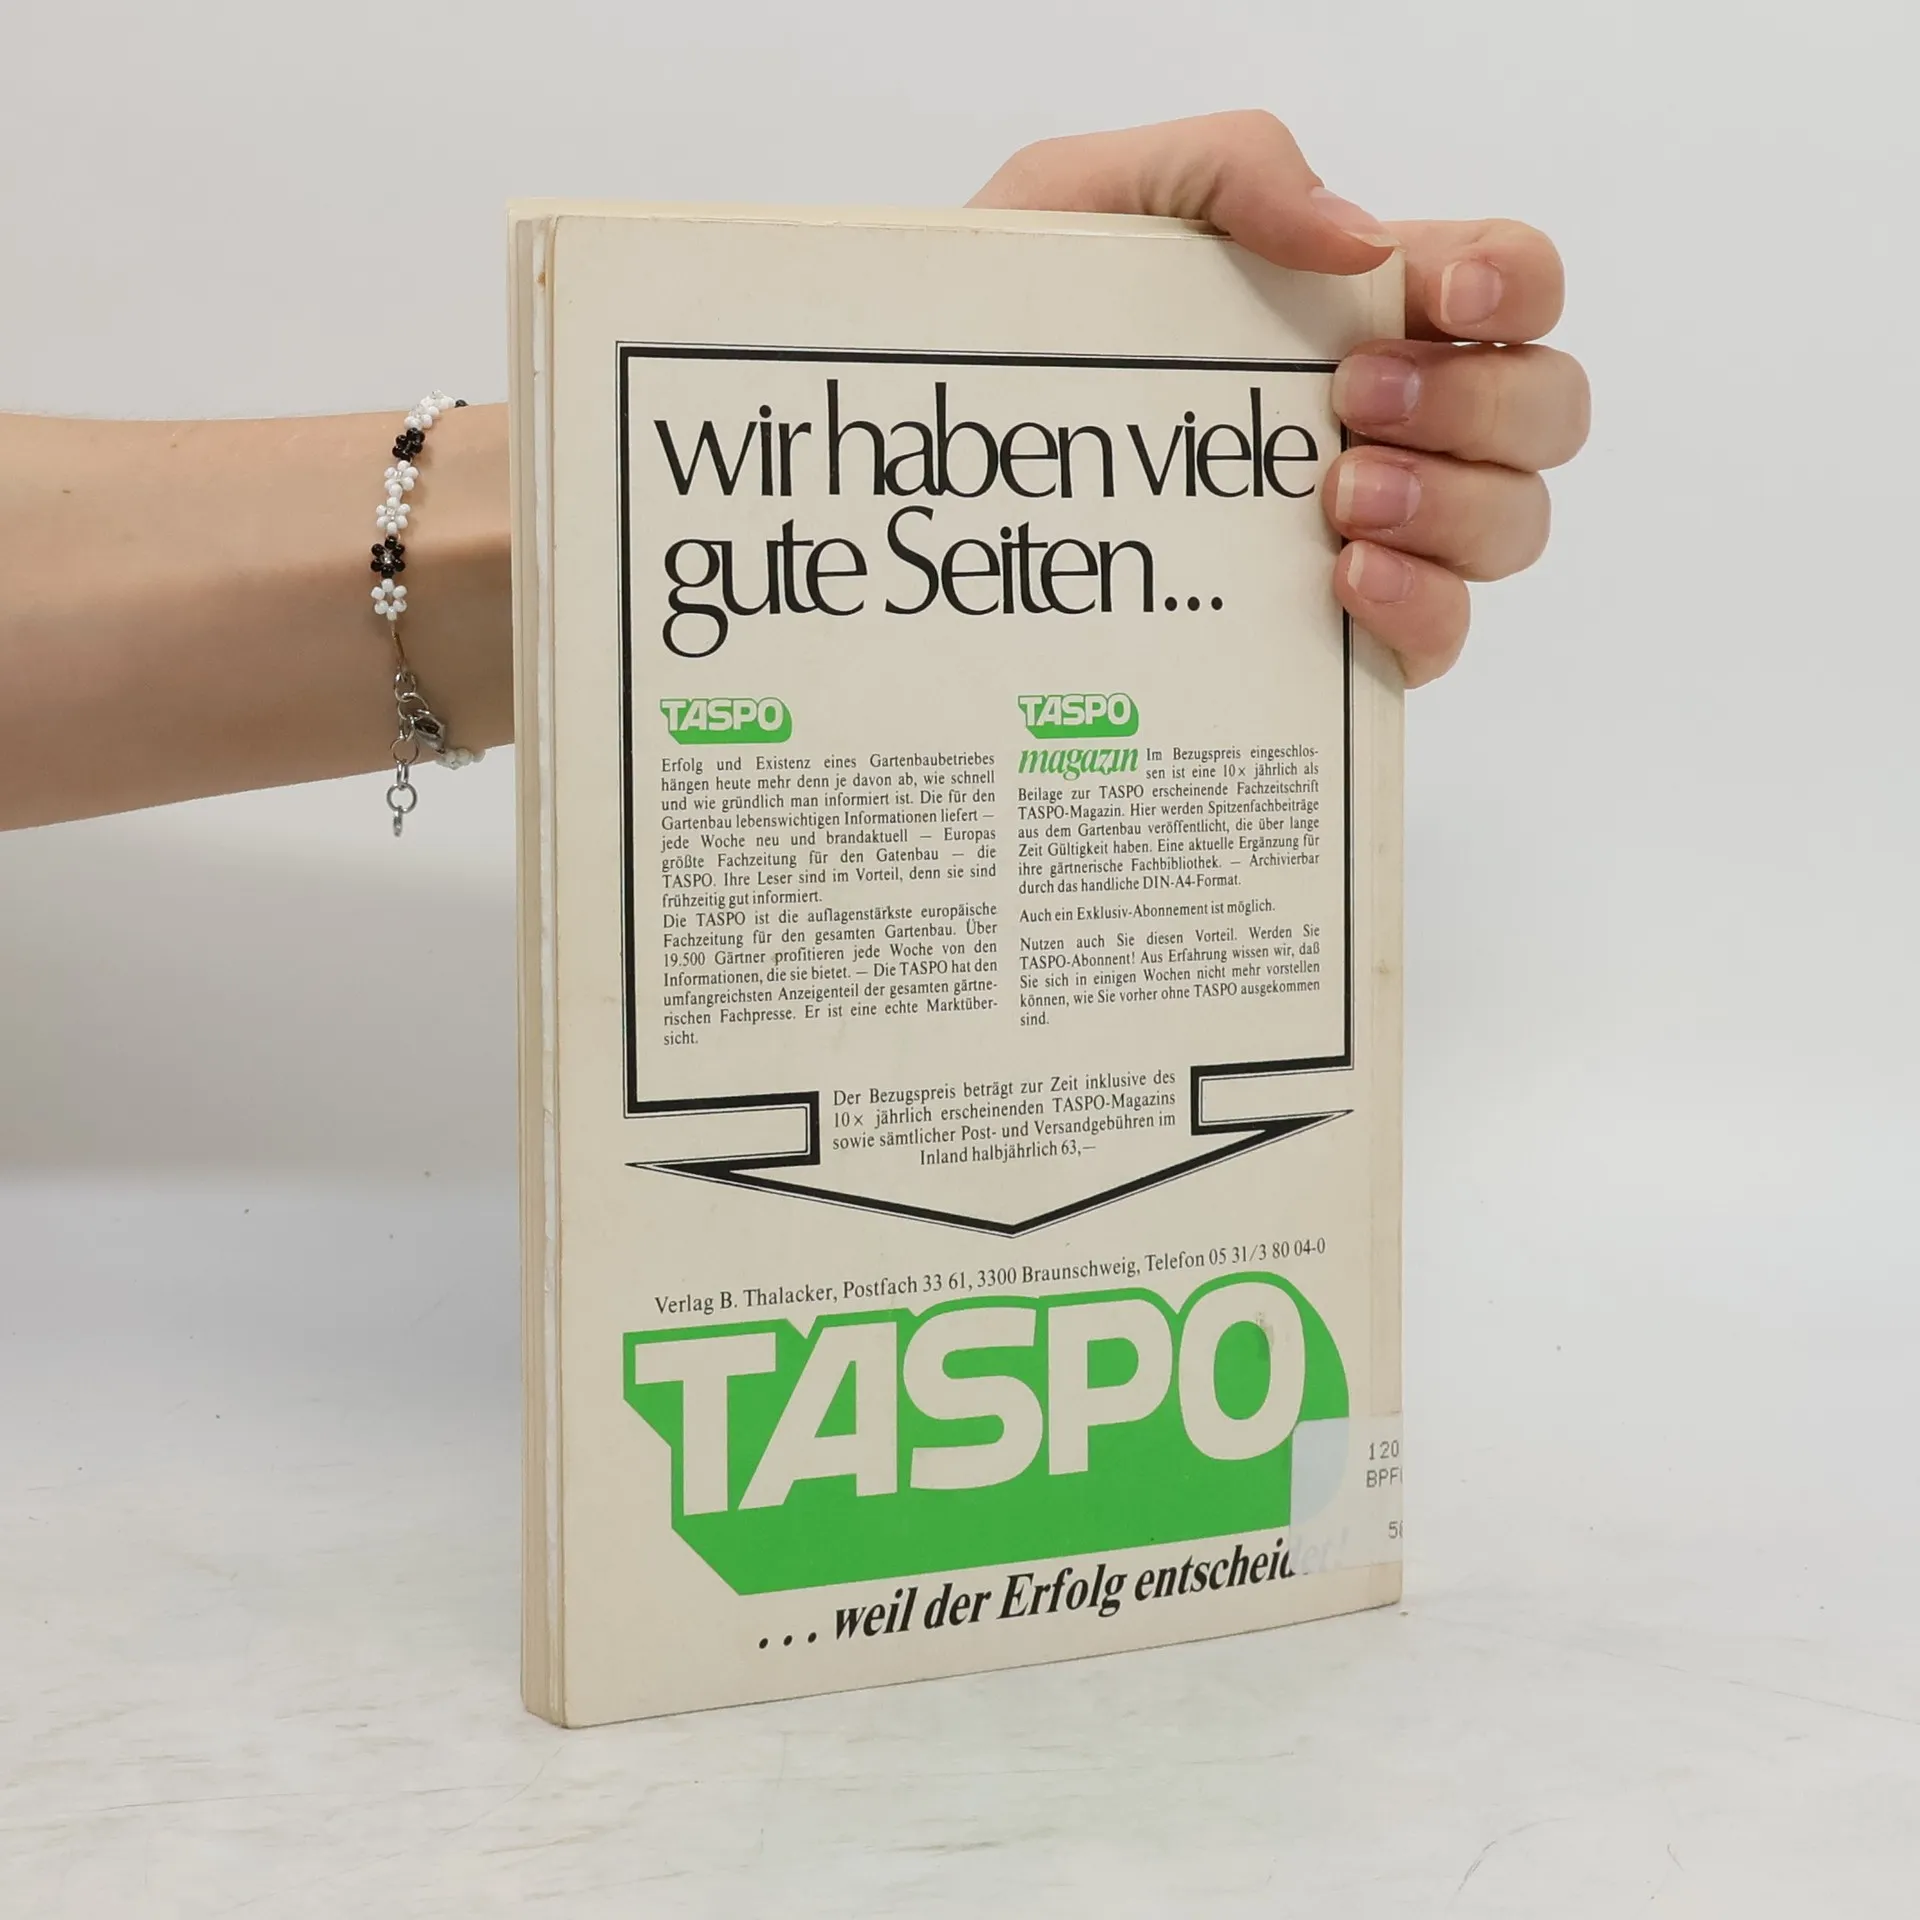 wir haben viele
gute Seiten...
TASPO
Erfolg und Existenz eines Gartenbaubetriebes
hängen heute mehr denn je davon ab, wie schnell
und wie gründlich man informiert ist. Die für den
Gartenbau lebenswichtigen Informationen liefert —
jede Woche neu und brandaktuell — Europas
größte Fachzeitung für den Gatenbau — die
TASPO. Ihre Leser sind im Vorteil, denn sie sind
frühzeitig gut informiert.
Die TASPO ist die auflagenstärkste europäische
Fachzeitung für den gesamten Gartenbau. Über
19.500 Gärtner profitieren jede Woche von den
Informationen, die sie bietet. — Die TASPO hat den
umfangreichsten Anzeigenteil der gesamten gärtne-
rischen Fachpresse. Er ist eine echte Marktüber-
sicht.
TASPO
magazin Im Bezugspreis eingeschlos-
sen ist eine 10× jährlich als
Beilage zur TASPO erscheinende Fachzeitschrift
TASPO-Magazin. Hier werden Spitzenfachbeiträge
aus dem Gartenbau veröffentlicht, die über lange
Zeit Gültigkeit haben. Eine aktuelle Ergänzung für
ihre gärtnerische Fachbibliothek. — Archivierbar
durch das handliche DIN-A4-Format.
Auch ein Exklusiv-Abonnement ist möglich.
Nutzen auch Sie diesen Vorteil. Werden Sie
TASPO-Abonnent! Aus Erfahrung wissen wir, daß
Sie sich in einigen Wochen nicht mehr vorstellen
können, wie Sie vorher ohne TASPO ausgekommen
sind.
Der Bezugspreis beträgt zur Zeit inklusive des
10× jährlich erscheinenden TASPO-Magazins
sowie sämtlicher Post- und Versandgebühren im
Inland halbjährlich 63,—
Verlag B. Thalacker, Postfach 33 61, 3300 Braunschweig, Telefon 05 31/3 80 04-0
TASPO
120
BPF
... weil der Erfolg entscheidet!